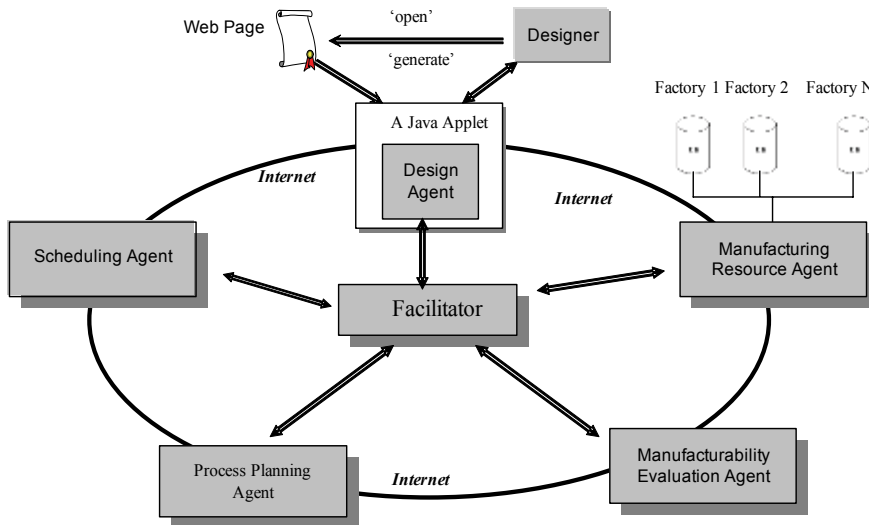 Web Page
‘open’
Designer
‘generate’
Factory 1
Factory 2
Factory N
A Java Applet
Design
Agent
Internet
Internet
Scheduling Agent
Manufacturing
Resource Agent
Facilitator
Process Planning
Agent
Internet
Manufacturability
Evaluation Agent